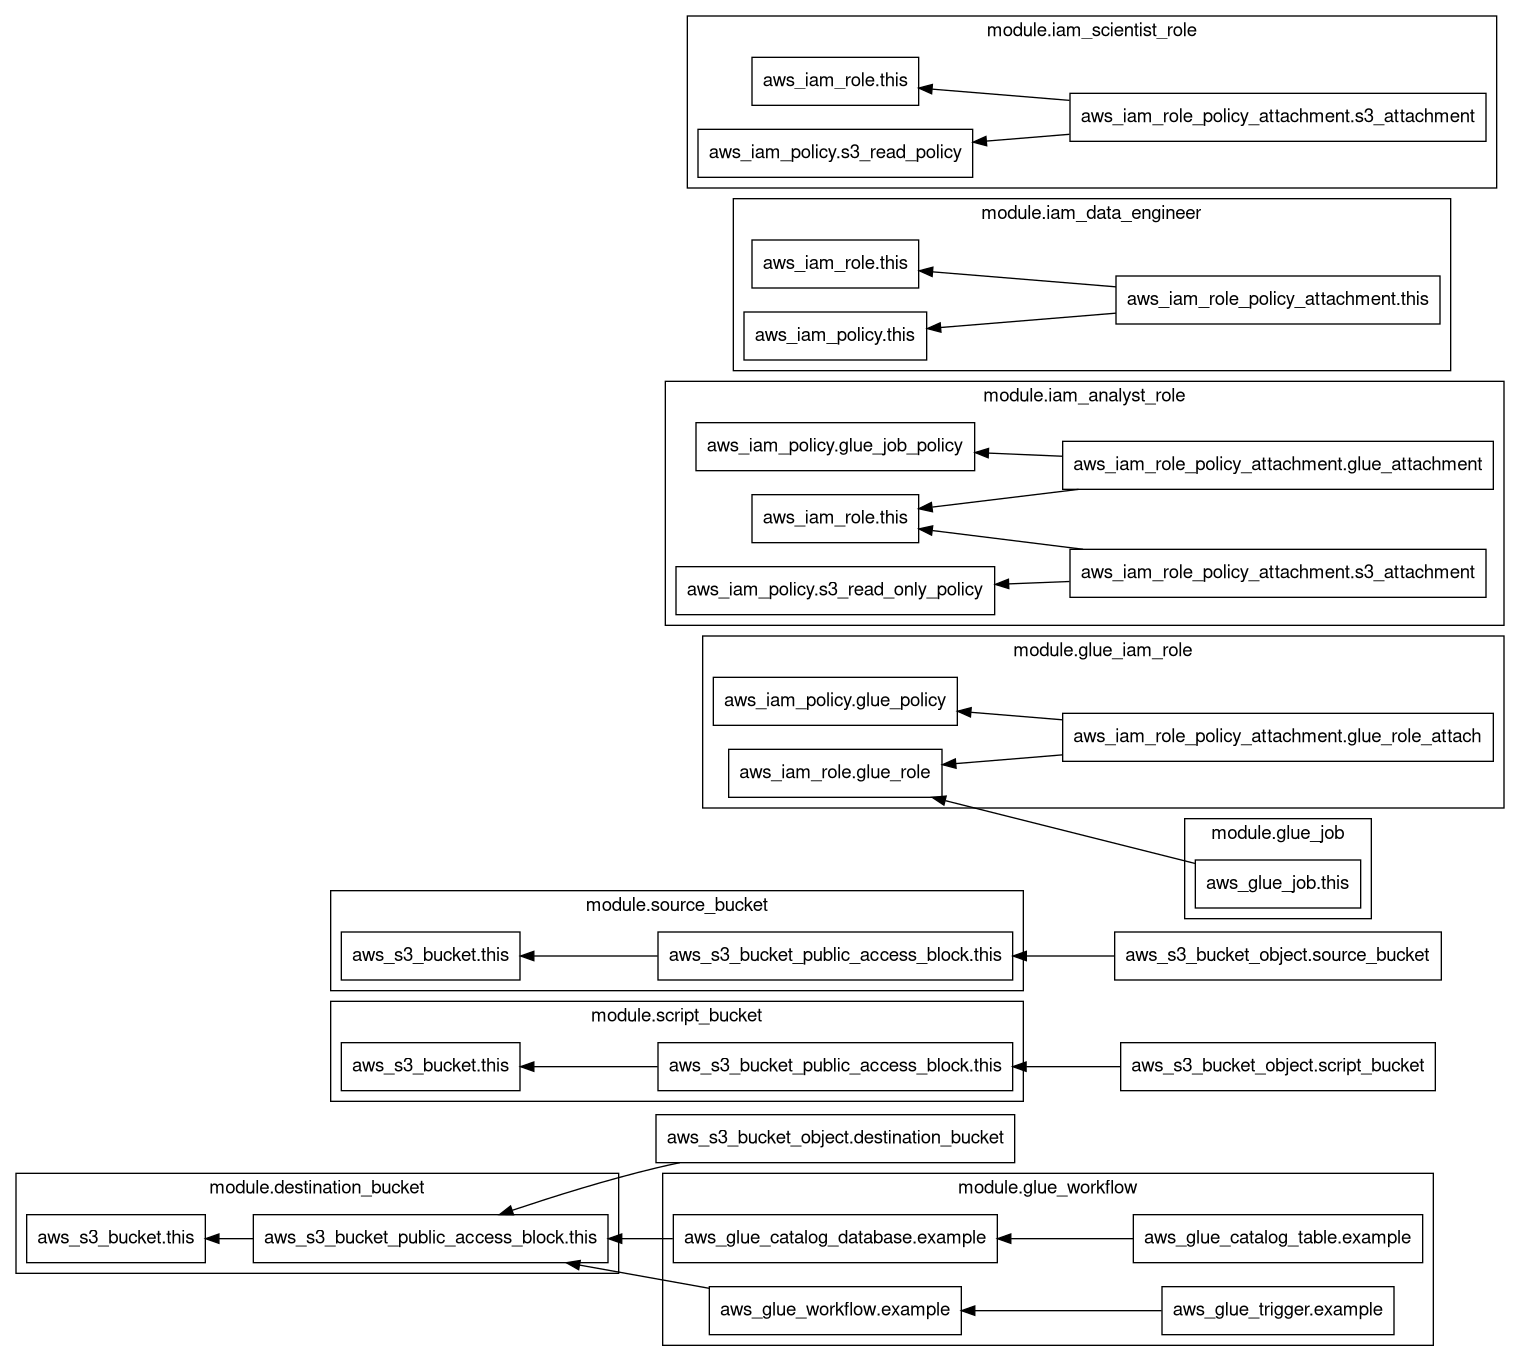 module.iam_scientist_role
aws_iam_role.this
aws_iam_role_policy_attachment.s3_attachment
aws_iam_policy.s3_read_policy
module.iam_data_engineer
aws_iam_role.this
aws_iam_role_policy_attachment.this
aws_iam_policy.this
module.iam_analyst_role
aws_iam_policy.glue_job_policy
aws_iam_role_policy_attachment.glue_attachment
aws_iam_role.this
aws_iam_role_policy_attachment.s3_attachment
aws_iam_policy.s3_read_only_policy
module.glue_iam_role
aws_iam_policy.glue_policy
aws_iam_role_policy_attachment.glue_role_attach
aws_iam_role.glue_role
module.glue_job
aws_glue_job.this
module.source_bucket
aws_s3_bucket.this
aws_s3_bucket_public_access_block.this
aws_s3_bucket_object.source_bucket
module.script_bucket
aws_s3_bucket.this
aws_s3_bucket_public_access_block.this
aws_s3_bucket_object.script_bucket
aws_s3_bucket_object.destination_bucket
module.destination_bucket
module.glue_workflow
aws_s3_bucket.this
aws_s3_bucket_public_access_block.this
aws_glue_catalog_database.example
aws_glue_catalog_table.example
aws_glue_workflow.example
aws_glue_trigger.example